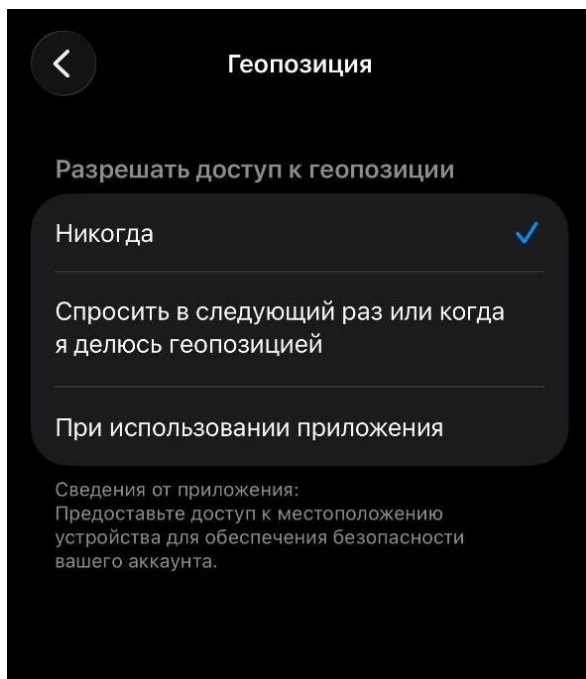 Геопозиция
Разрешать доступ к геопозиции
Никогда
Спросить в следующий раз или когда
я делюсь геопозицией
При использовании приложения
Сведения от приложения:
Предоставьте доступ к местоположению
устройства для обеспечения безопасности
вашего аккаунта.